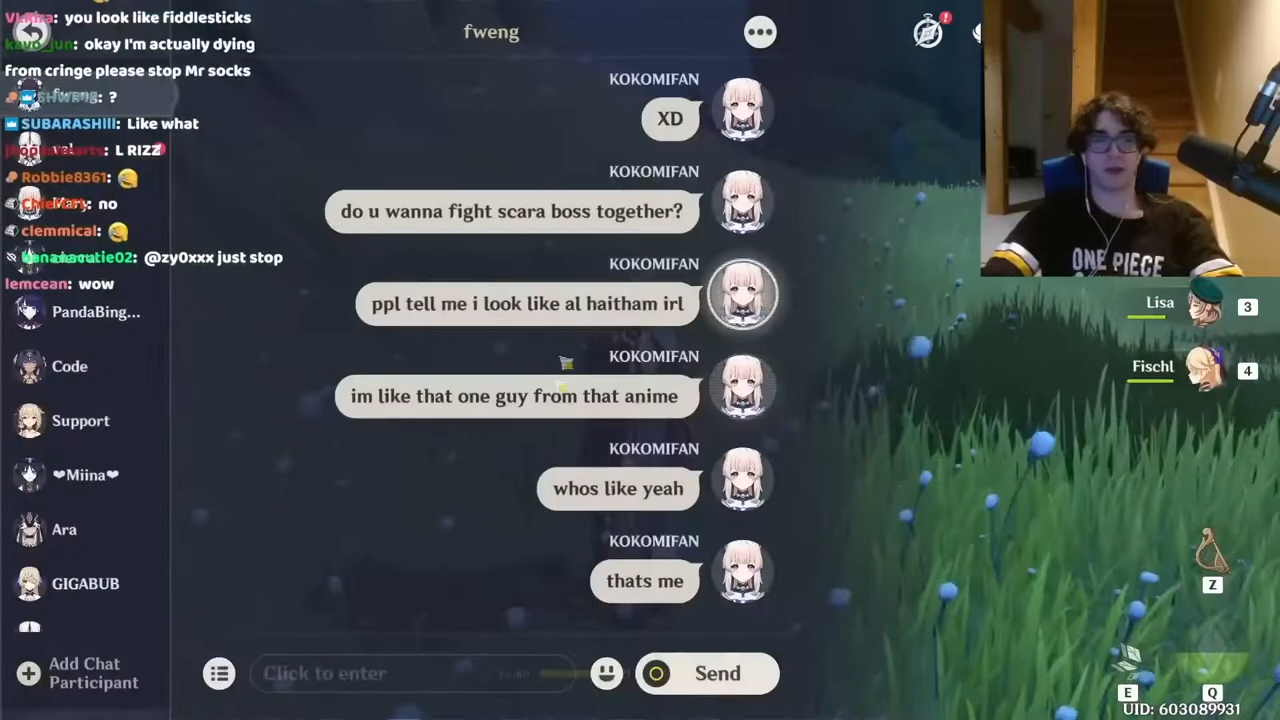 VLRna: you look like fiddlesticks
kavo_jun: okay I'm actually dying
from cringe please stop Mr socks
: ?
SUBARASHIII: Like what
L RIZZ
Robbie8361:
no
clemmical:
bananacutie02: @zy0xxx just stop
lemcean: wow
PandaBing...
Code
Support
❤Miina❤
Ara
GIGABUB
Add Chat
Participant
fweng
KOKOMIFAN
XD
KOKOMIFAN
do u wanna fight scara boss together?
KOKOMIFAN
ppl tell me i look like al haitham irl
KOKOMIFAN
im like that one guy from that anime
KOKOMIFAN
whos like yeah
KOKOMIFAN
thats me
Click to enter
Send
ONE PIECE
Lisa
3
Fischl
4
Z
E
Q
UID: 603089931